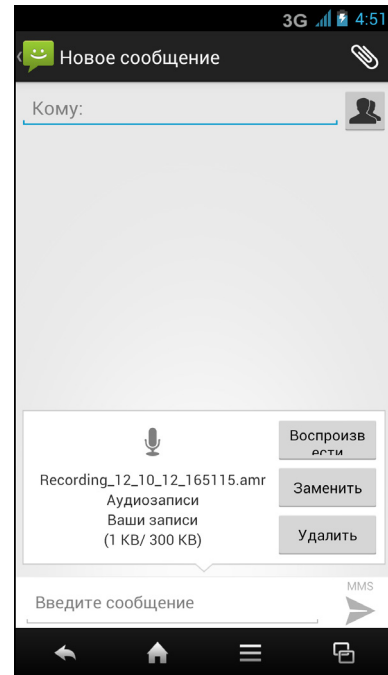 3G 4:51
Новое сообщение
Кому:
Воспроизв
ести
Recording_12_10_12_165115.amr
Аудиозаписи
Ваши записи
(1 KB/ 300 KB)
Заменить
Удалить
MMS
Введите сообщение